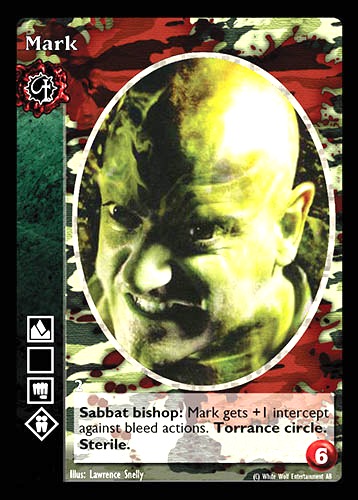 Mark
2
Sabbat bishop: Mark gets +1 intercept
against bleed actions. Torrance circle.
Sterile.
6
Illus: Lawrence Snelly
(C) White Wolf Entertainment AB